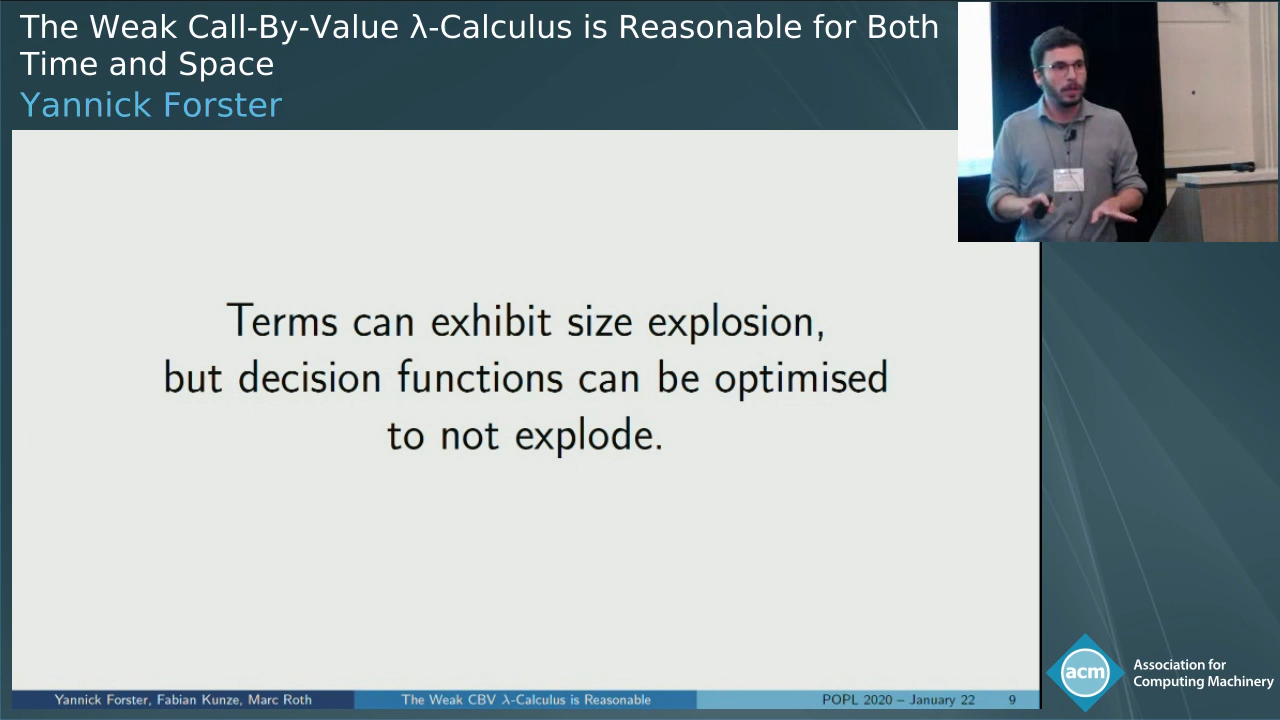 The Weak Call-By-Value λ-Calculus is Reasonable for Both
Time and Space
Yannick Forster
Terms can exhibit size explosion,
but decision functions can be optimised
to not explode.
Yannick Forster, Fabian Kunze, Marc Roth
The Weak CBV λ-Calculus is Reasonable
POPL 2020 – January 22
9
acm
Association for
Computing Machinery